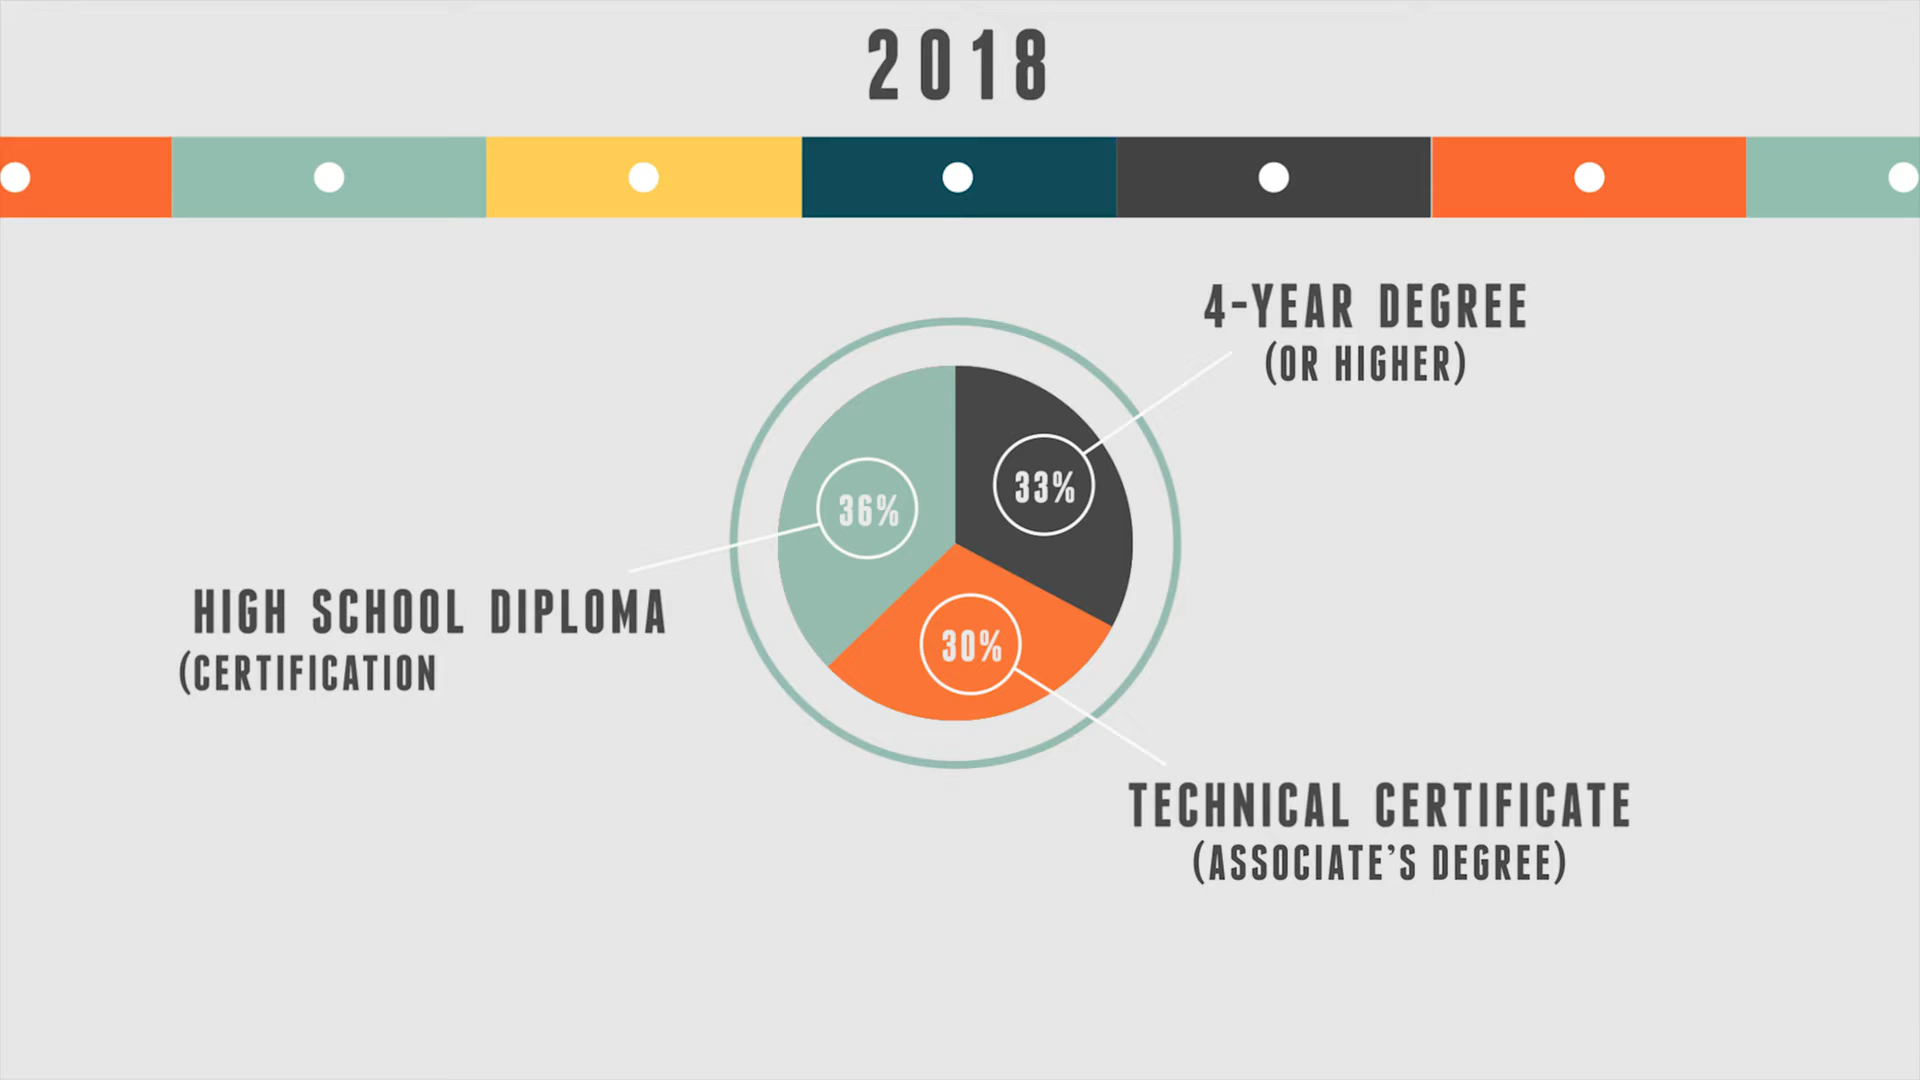 2018
4-YEAR DEGREE
(OR HIGHER)
33%
36%
HIGH SCHOOL DIPLOMA
(CERTIFICATION
30%
TECHNICAL CERTIFICATE
(ASSOCIATE'S DEGREE)